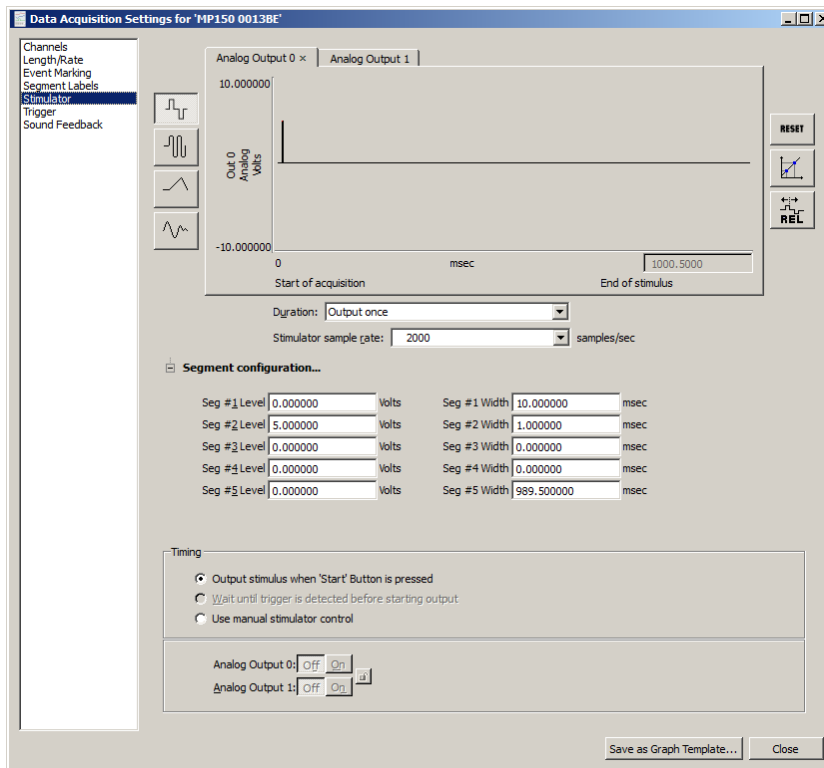 Data Acquisition Settings for 'MP150 0013BE'
Channels
Length/Rate
Event Marking
Segment Labels
Stimulator
Trigger
Sound Feedback
Analog Output 0 ×
Analog Output 1
10.000000
Out 0
Analog
Volts
-10.000000
0
msec
1000.5000
Start of acquisition
End of stimulus
RESET
REL
Duration: Output once
Stimulator sample rate: 2000 samples/sec
Segment configuration...
Seg #1 Level 0.000000 Volts Seg #1 Width 10.000000 msec
Seg #2 Level 5.000000 Volts Seg #2 Width 1.000000 msec
Seg #3 Level 0.000000 Volts Seg #3 Width 0.000000 msec
Seg #4 Level 0.000000 Volts Seg #4 Width 0.000000 msec
Seg #5 Level 0.000000 Volts Seg #5 Width 989.500000 msec
Timing
Output stimulus when 'Start' Button is pressed
Wait until trigger is detected before starting output
Use manual stimulator control
Analog Output 0: Off On
Analog Output 1: Off On
Save as Graph Template... Close